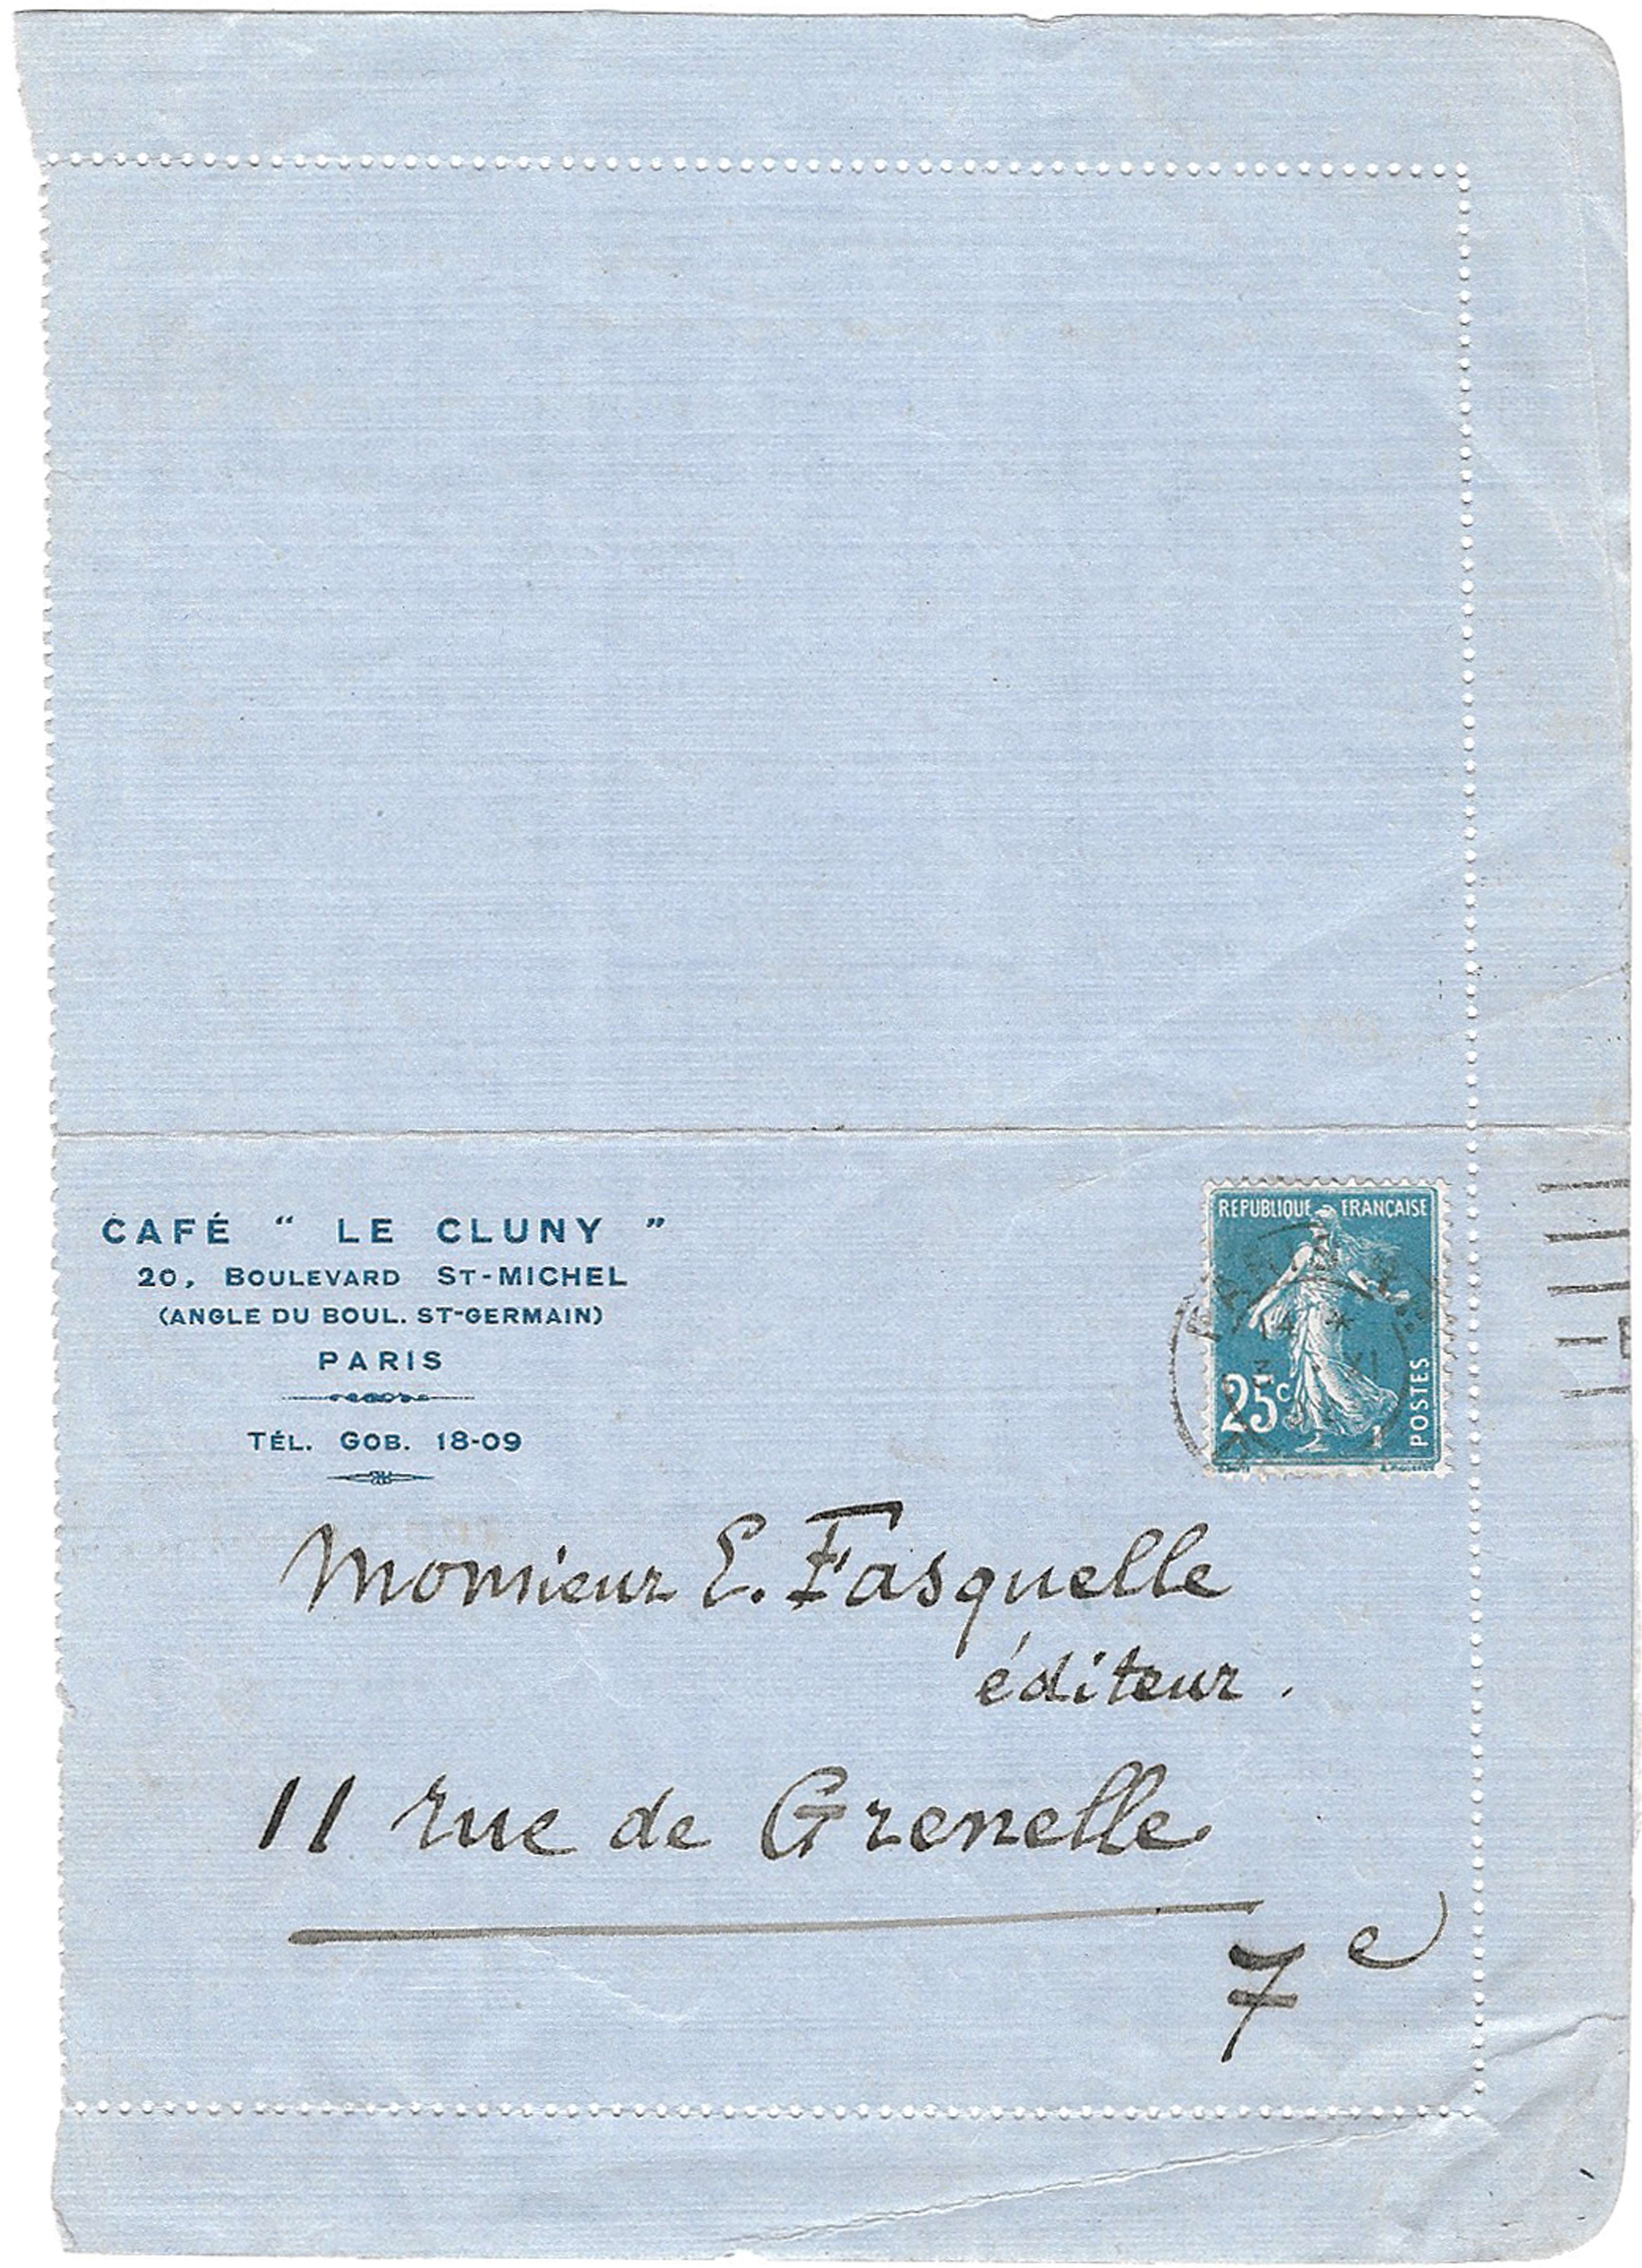 CAFÉ " LE CLUNY "
20, BOULEVARD ST-MICHEL
(ANGLE DU BOUL. ST-GERMAIN)
PARIS
TÉL. GOB. 18-09
REPUBLIQUE FRANÇAISE
25c
POSTES
Monsieur E. Fasquelle
éditeur.
11 rue de Grenelle
7e